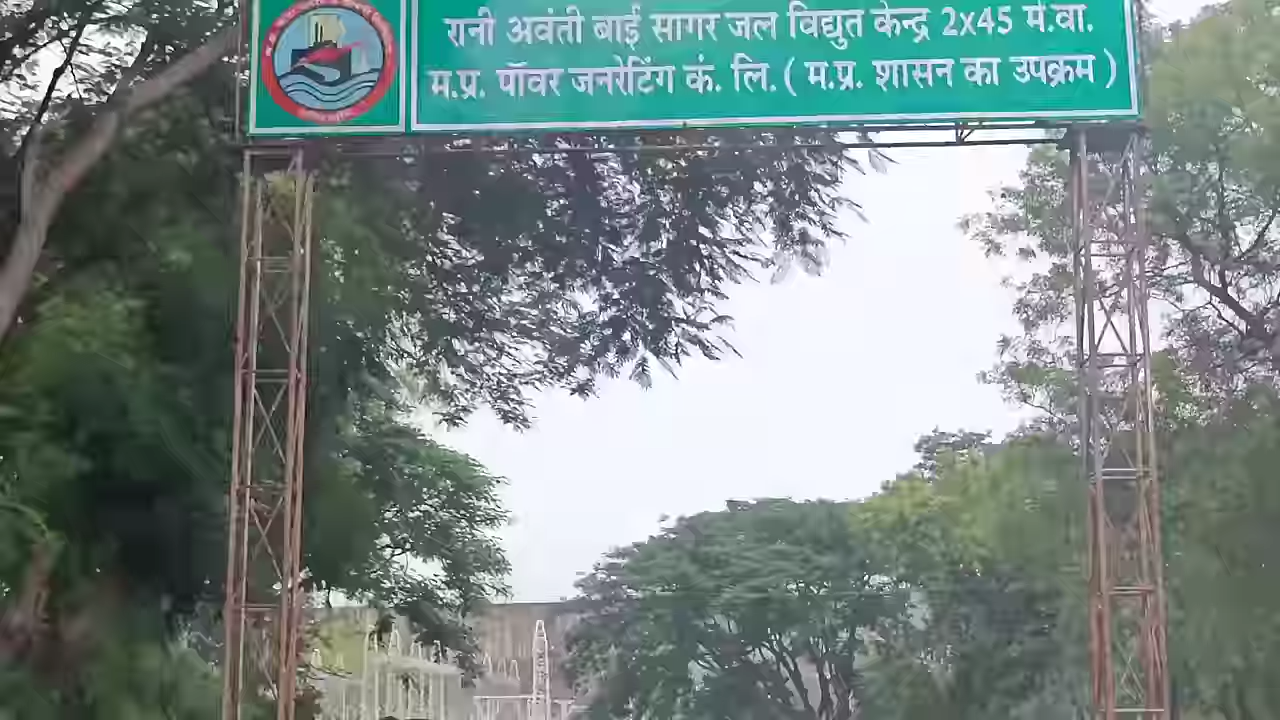 रानी अवंती बाई सागर जल विद्युत केन्द्र 2x45 मे.वा.
म.प्र. पॉवर जनरेटिंग कं. लि. ( म.प्र. शासन का उपक्रम )